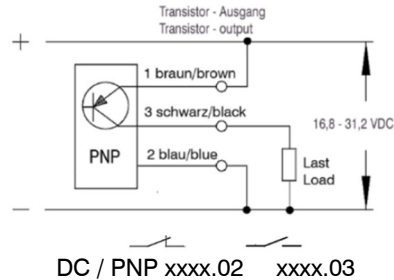 Transistor - Ausgang
Transistor - output
+
1 braun/brown
3 schwarz/black
16,8 - 31,2 VDC
PNP
2 blau/blue
Last
Load
−
DC / PNP xxxx.02 xxxx.03